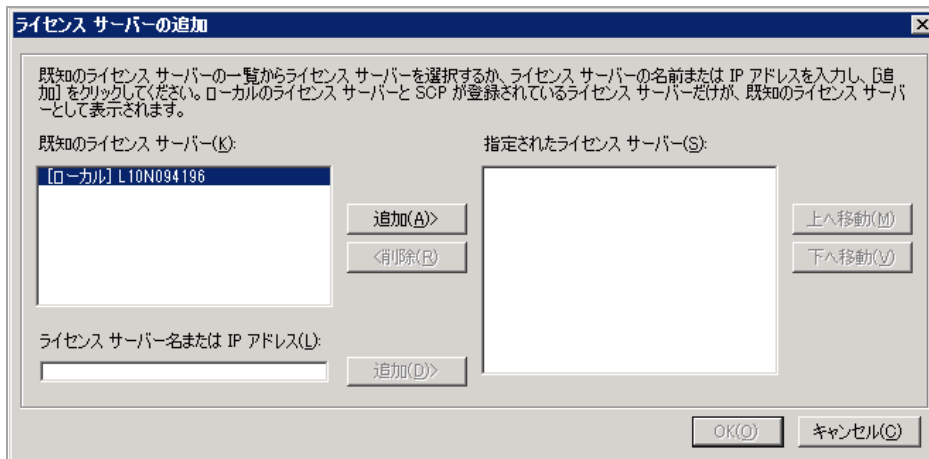 ライセンス サーバーの追加
既知のライセンス サーバーの一覧からライセンス サーバーを選択するか、ライセンス サーバーの名前または IP アドレスを入力し、[追
加] をクリックしてください。ローカルのライセンス サーバーと SCP が登録されているライセンス サーバーだけが、既知のライセンス サーバ
ーとして表示されます。
既知のライセンス サーバー(K):
指定されたライセンス サーバー(S):
[ローカル] L10N094196
追加(A)>
<削除(R)
上へ移動(M)
下へ移動(V)
ライセンス サーバー名または IP アドレス(L):
追加(D)>
OK(O)
キャンセル(C)